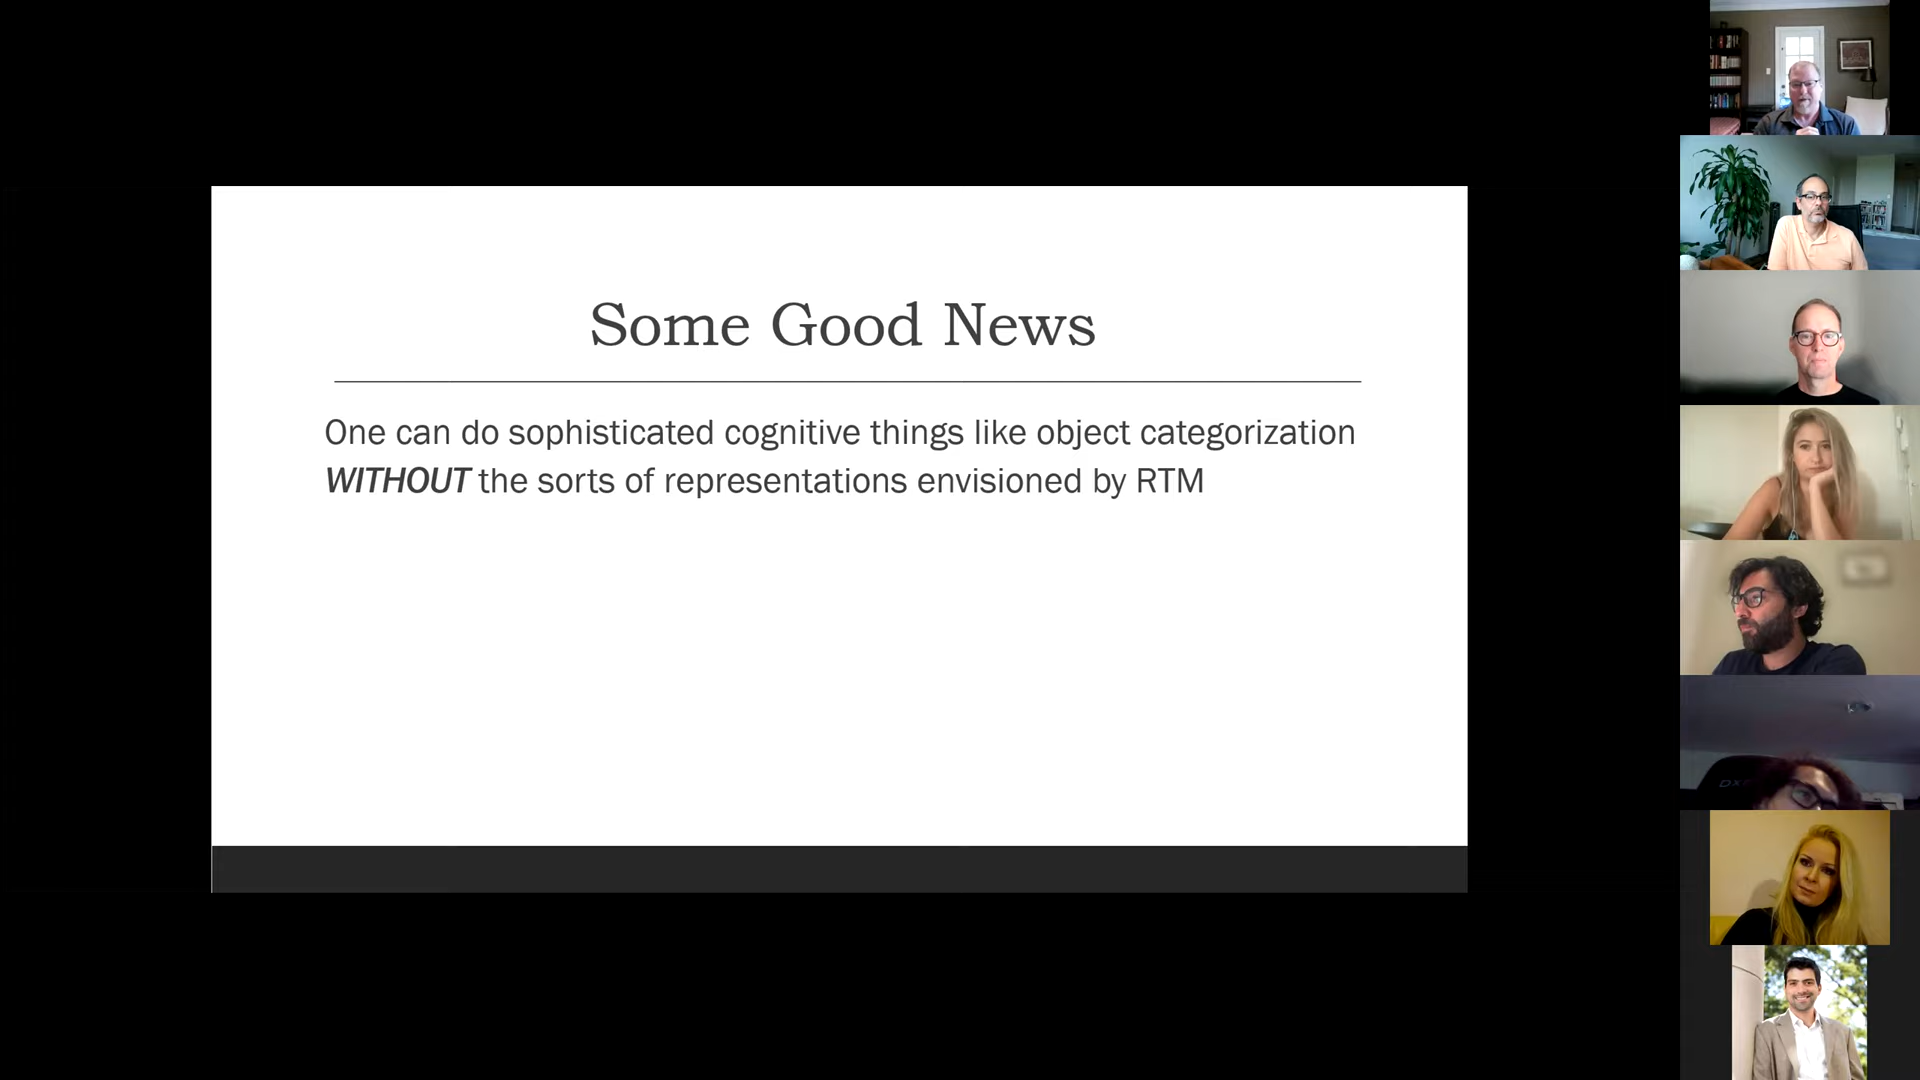 Some Good News
One can do sophisticated cognitive things like object categorization
WITHOUT the sorts of representations envisioned by RTM